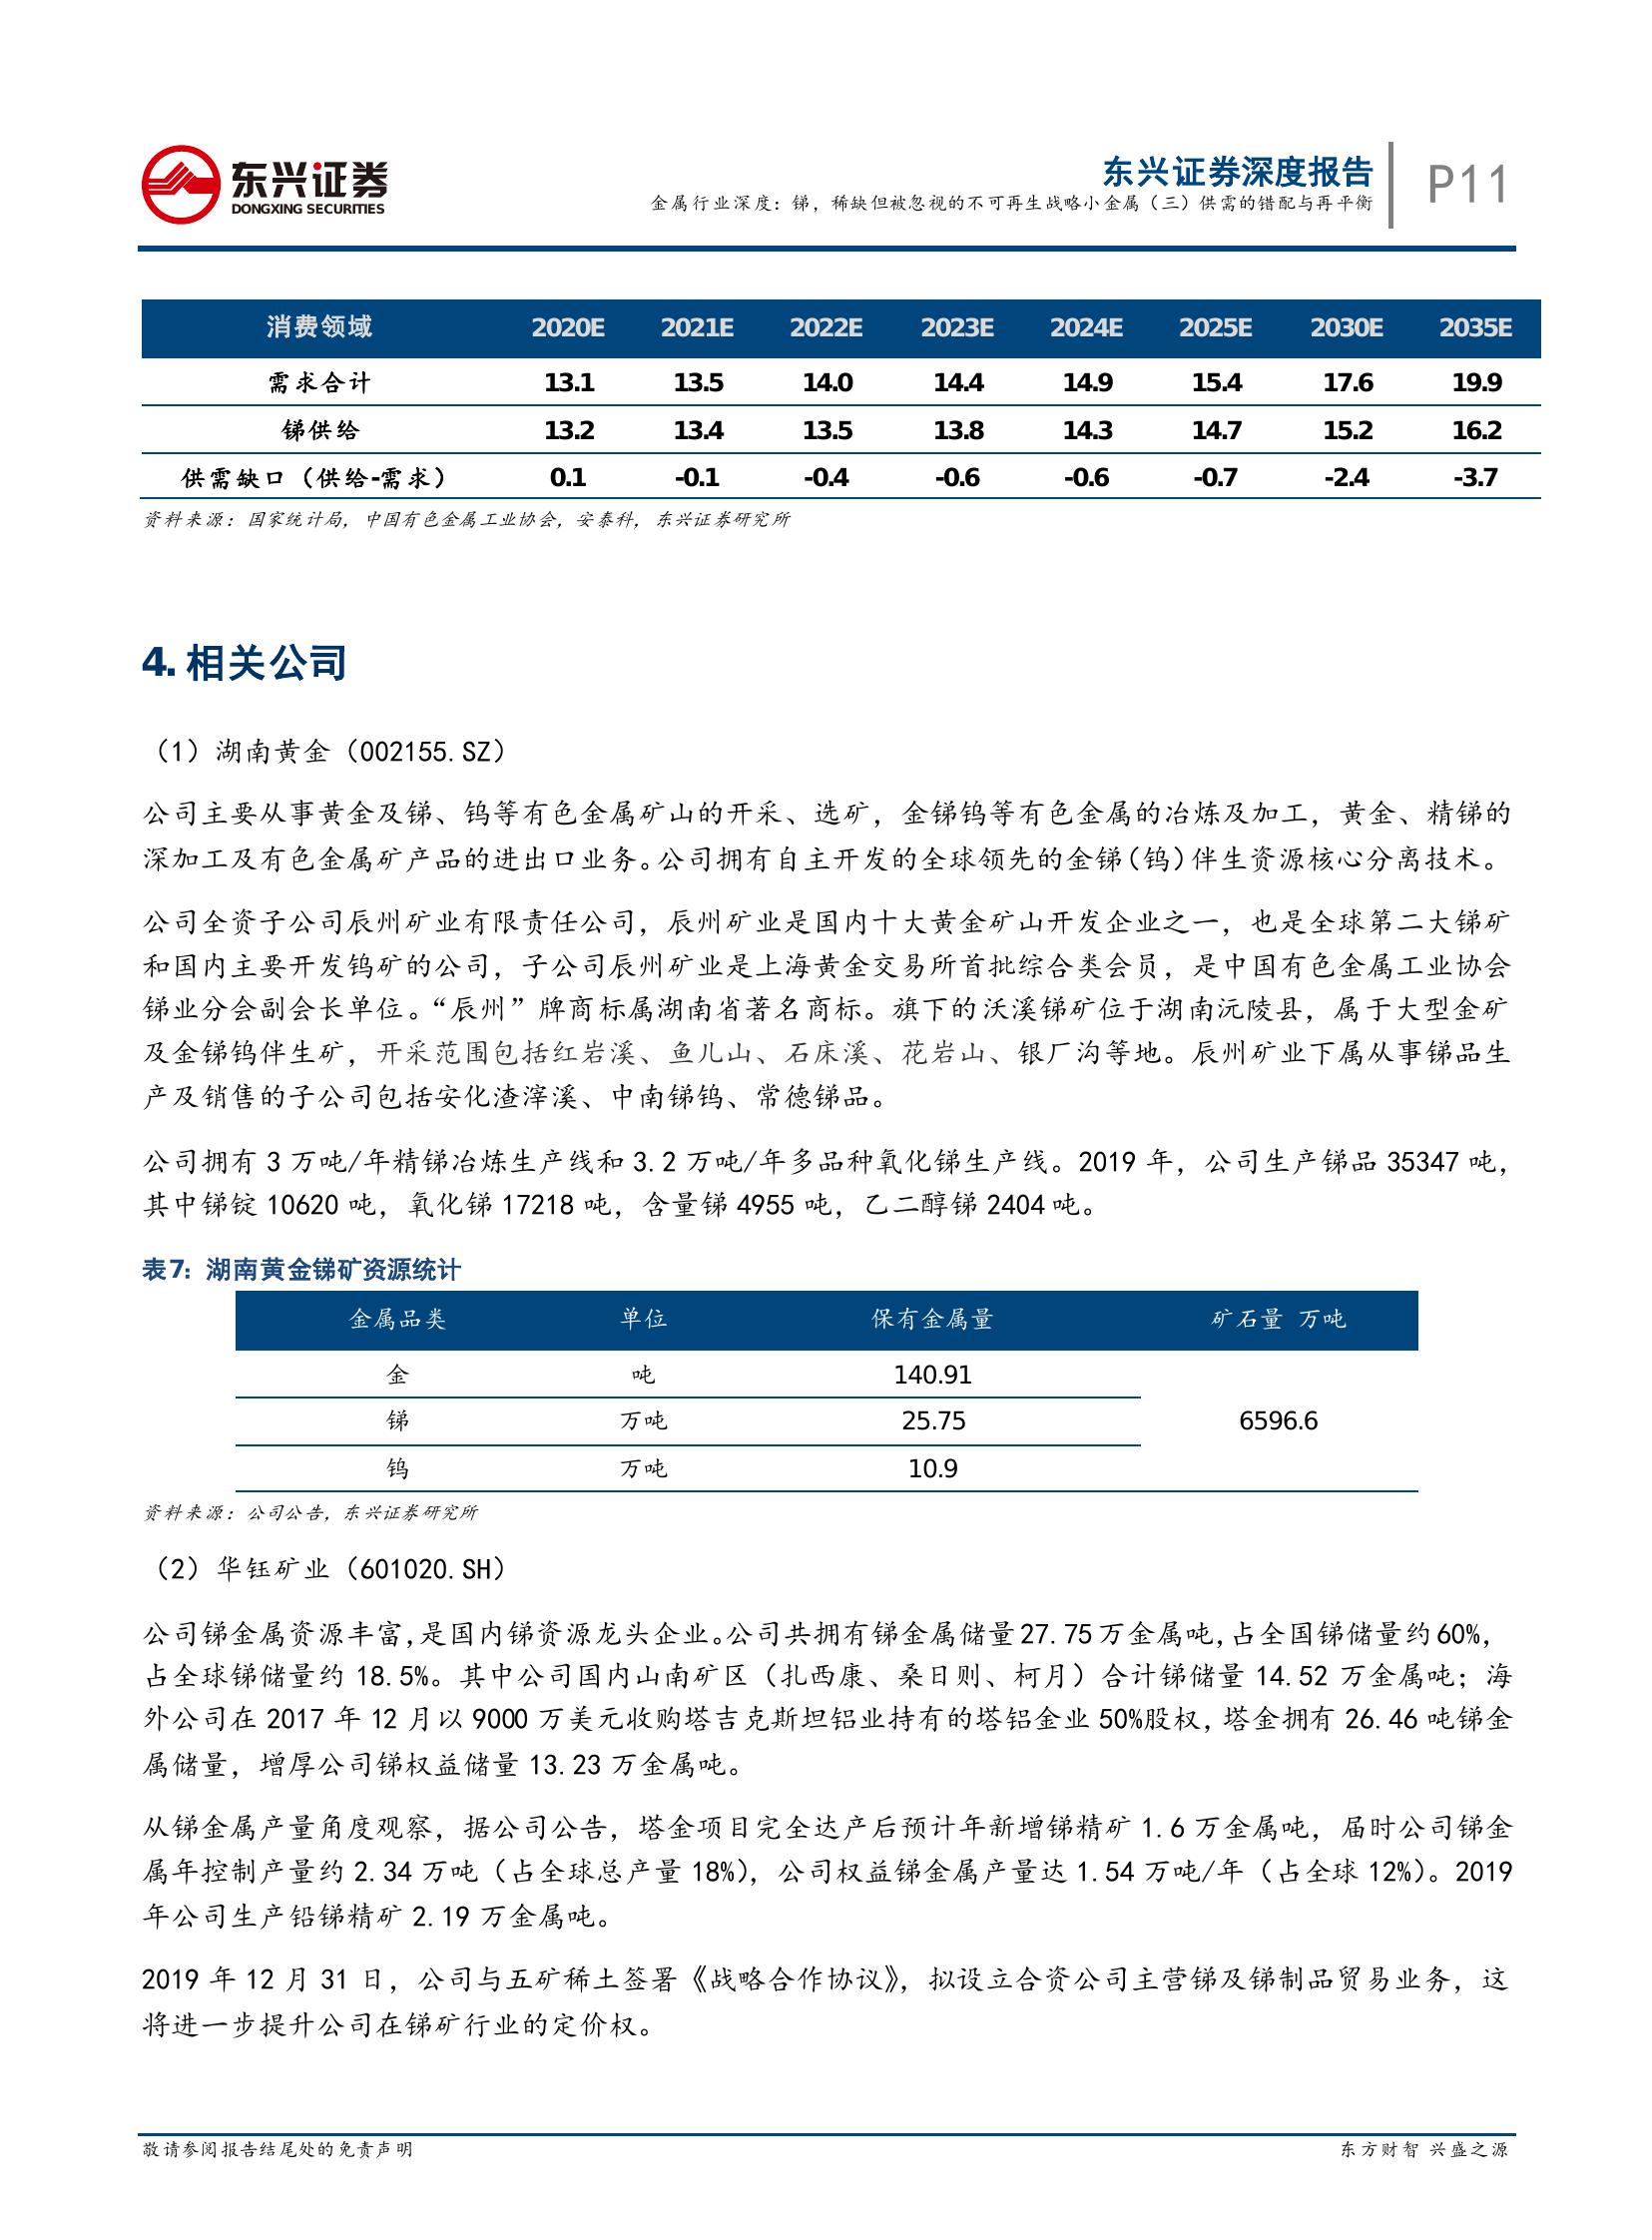 东兴证券
DONGXING SECURITIES
东兴证券深度报告
金属行业深度：锑，稀缺但被忽视的不可再生战略小金属（三）供需的错配与再平衡
P11
消费领域 2020E 2021E 2022E 2023E 2024E 2025E 2030E 2035E
需求合计 13.1 13.5 14.0 14.4 14.9 15.4 17.6 19.9
锑供给 13.2 13.4 13.5 13.8 14.3 14.7 15.2 16.2
供需缺口（供给-需求） 0.1 -0.1 -0.4 -0.6 -0.6 -0.7 -2.4 -3.7
资料来源：国家统计局，中国有色金属工业协会，安泰科，东兴证券研究所
4. 相关公司
（1）湖南黄金（002155.SZ）
公司主要从事黄金及锑、钨等有色金属矿山的开采、选矿，金锑钨等有色金属的冶炼及加工，黄金、精锑的
深加工及有色金属矿产品的进出口业务。公司拥有自主开发的全球领先的金锑（钨）伴生资源核心分离技术。
公司全资子公司辰州矿业有限责任公司，辰州矿业是国内十大黄金矿山开发企业之一，也是全球第二大锑矿
和国内主要开发钨矿的公司，子公司辰州矿业是上海黄金交易所首批综合类会员，是中国有色金属工业协会
锑业分会副会长单位。“辰州”牌商标属湖南省著名商标。旗下的沃溪锑矿位于湖南沅陵县，属于大型金矿
及金锑钨伴生矿，开采范围包括红岩溪、鱼儿山、石床溪、花岩山、银厂沟等地。辰州矿业下属从事锑品生
产及销售的子公司包括安化渣滓溪、中南锑钨、常德锑品。
公司拥有 3 万吨/年精锑冶炼生产线和 3.2 万吨/年多品种氧化锑生产线。2019 年，公司生产锑品 35347 吨，
其中锑锭 10620 吨，氧化锑 17218 吨，含量锑 4955 吨，乙二醇锑 2404 吨。
表7：湖南黄金锑矿资源统计
金属品类 单位 保有金属量 矿石量 万吨
金 吨 140.91
锑 万吨 25.75 6596.6
钨 万吨 10.9
资料来源：公司公告，东兴证券研究所
（2）华钰矿业（601020.SH）
公司锑金属资源丰富，是国内锑资源龙头企业。公司共拥有锑金属储量 27.75 万金属吨，占全国锑储量约 60%，
占全球锑储量约 18.5%。其中公司国内山南矿区（扎西康、桑日则、柯月）合计锑储量 14.52 万金属吨；海
外公司在 2017 年 12 月以 9000 万美元收购塔吉克斯坦铝业持有的塔铝金业 50%股权，塔金拥有 26.46 吨锑金
属储量，增厚公司锑权益储量 13.23 万金属吨。
从锑金属产量角度观察，据公司公告，塔金项目完全达产后预计年新增锑精矿 1.6 万金属吨，届时公司锑金
属年控制产量约 2.34 万吨（占全球总产量 18%），公司权益锑金属产量达 1.54 万吨/年（占全球 12%）。2019
年公司生产铅锑精矿 2.19 万金属吨。
2019 年 12 月 31 日，公司与五矿稀土签署《战略合作协议》，拟设立合资公司主营锑及锑制品贸易业务，这
将进一步提升公司在锑矿行业的定价权。
敬请参阅报告结尾处的免责声明
东方财智 兴盛之源